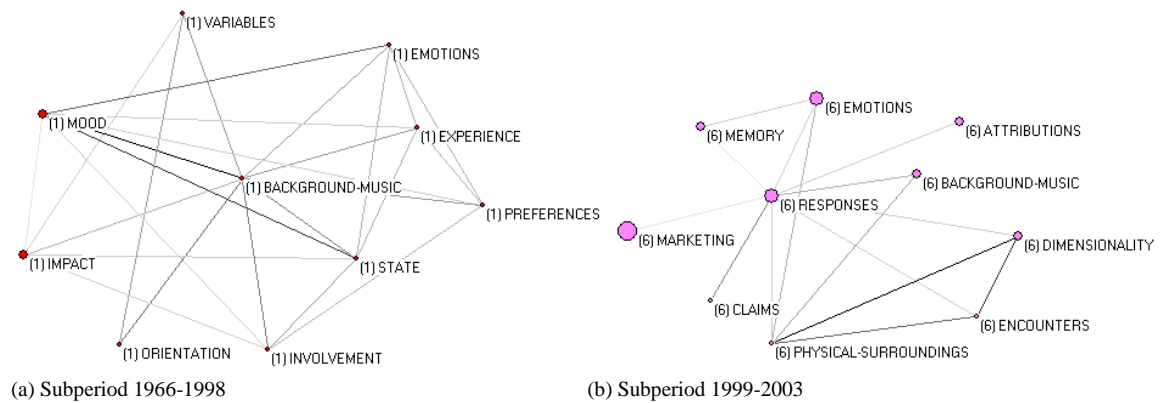 (1) VARIABLES
(1) EMOTIONS
(1) MOOD
(1) EXPERIENCE
(1) BACKGROUND-MUSIC
(1) PREFERENCES
(1) IMPACT
(1) STATE
(1) ORIENTATION
(1) INVOLVEMENT
(a) Subperiod 1966-1998
(6) EMOTIONS
(6) MEMORY
(6) ATTRIBUTIONS
(6) BACKGROUND-MUSIC
(6) RESPONSES
(6) MARKETING
(6) DIMENSIONALITY
(6) CLAIMS
(6) ENCOUNTERS
(6) PHYSICAL-SURROUNDINGS
(b) Subperiod 1999-2003